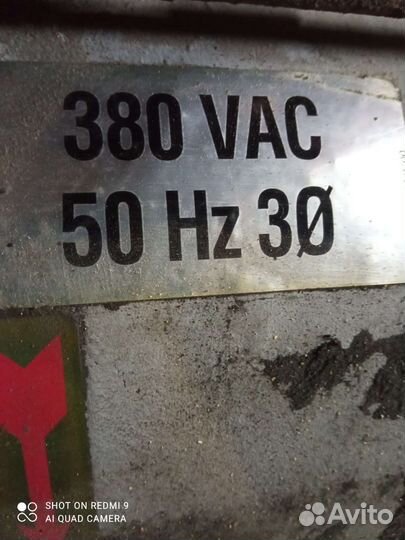 380 VAC
50 Hz 3Ø
SHOT ON REDMI 9
AI QUAD CAMERA
Avito